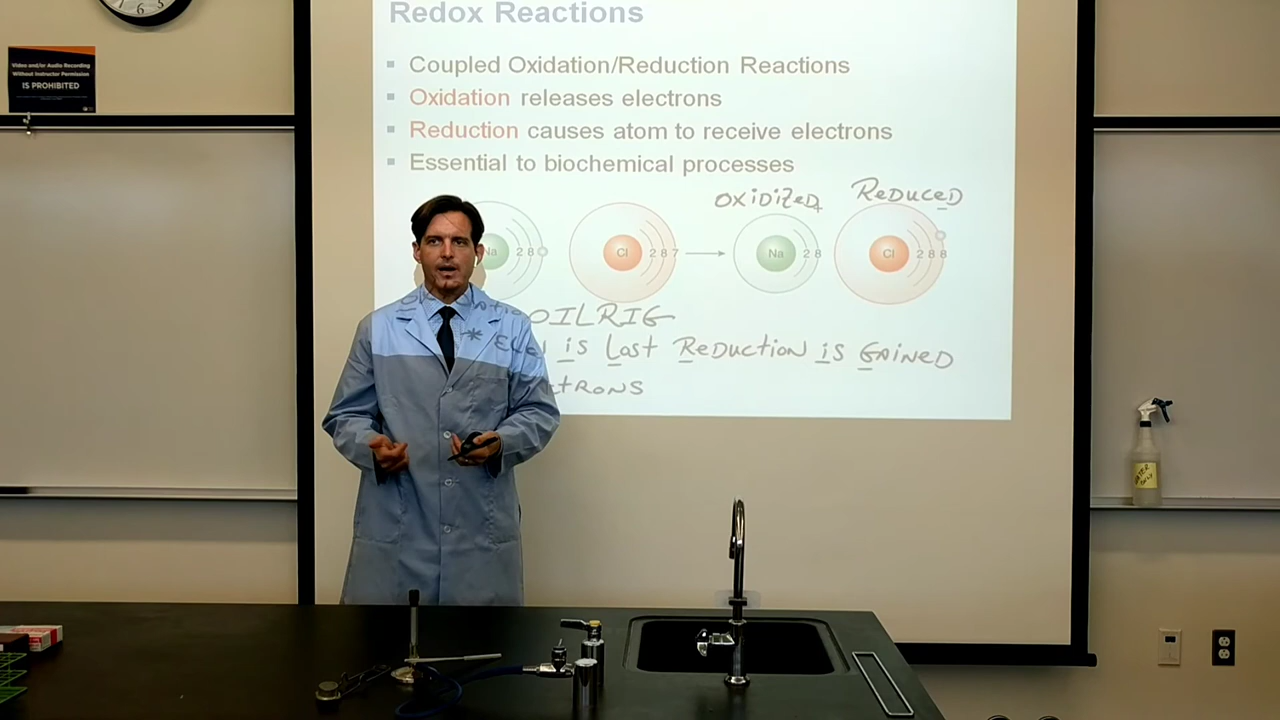 Redox Reactions
Video and/or Audio Recording
Without Instructor Permission
IS PROHIBITED
Coupled Oxidation/Reduction Reactions
Oxidation releases electrons
Reduction causes atom to receive electrons
Essential to biochemical processes
OXIDIZED Reduced
Na 2 8 Cl 2 8 7 Na 2 8 Cl 2 8 8
OILRIG
* is Lost Reduction is Gained
WATER ONLY